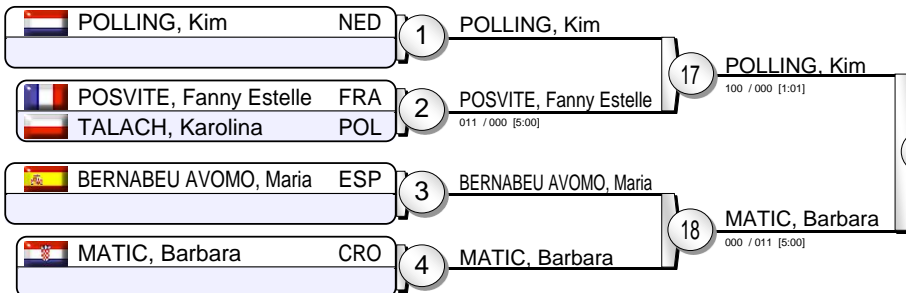 POLLING, Kim NED
1
POLLING, Kim
POSVITE, Fanny Estelle FRA
TALACH, Karolina POL
2
POSVITE, Fanny Estelle
011 / 000 [5:00]
17
POLLING, Kim
100 / 000 [1:01]
BERNABEU AVOMO, Maria ESP
3
BERNABEU AVOMO, Maria
MATIC, Barbara CRO
4
MATIC, Barbara
18
MATIC, Barbara
000 / 011 [5:00]